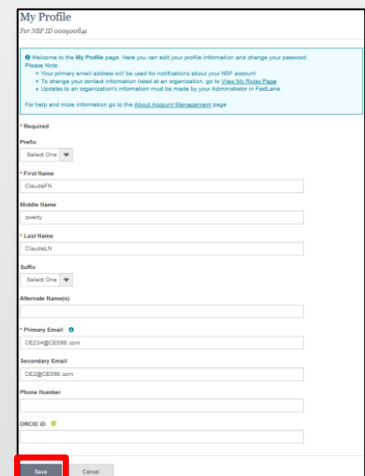 My Profile
For NSF ID 000900841
Welcome to the My Profile page. Here you can edit your profile information and change your password.
Please Note:
• Your primary email address will be used for notifications about your NSF account
• To change your contact information listed at an organization, go to View My Roles Page
• Updates to an organization's information must be made by your Administrator in FastLane
For help and more information go to the About Account Management page
* Required
Prefix
Select One
* First Name
ClaudeFN
Middle Name
qwerty
* Last Name
ClaudeLN
Suffix
Select One
Alternate Name(s)
* Primary Email
CE234@CE098.com
Secondary Email
CE2@CE098.com
Phone Number
ORCID iD
Save Cancel